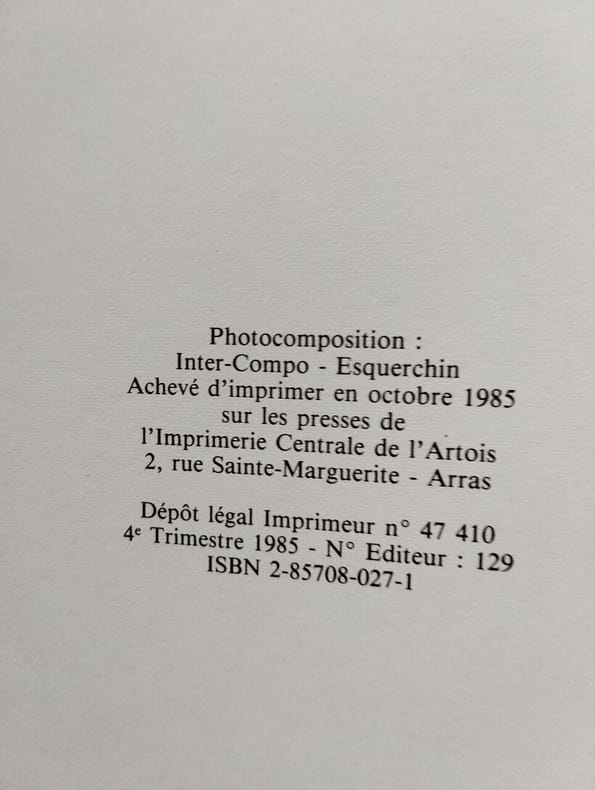 Photocomposition :
Inter-Compo - Esquerchin
Achevé d'imprimer en octobre 1985
sur les presses de
l'Imprimerie Centrale de l'Artois
2, rue Sainte-Marguerite - Arras
Dépôt légal Imprimeur n° 47 410
4e Trimestre 1985 - N° Editeur : 129
ISBN 2-85708-027-1